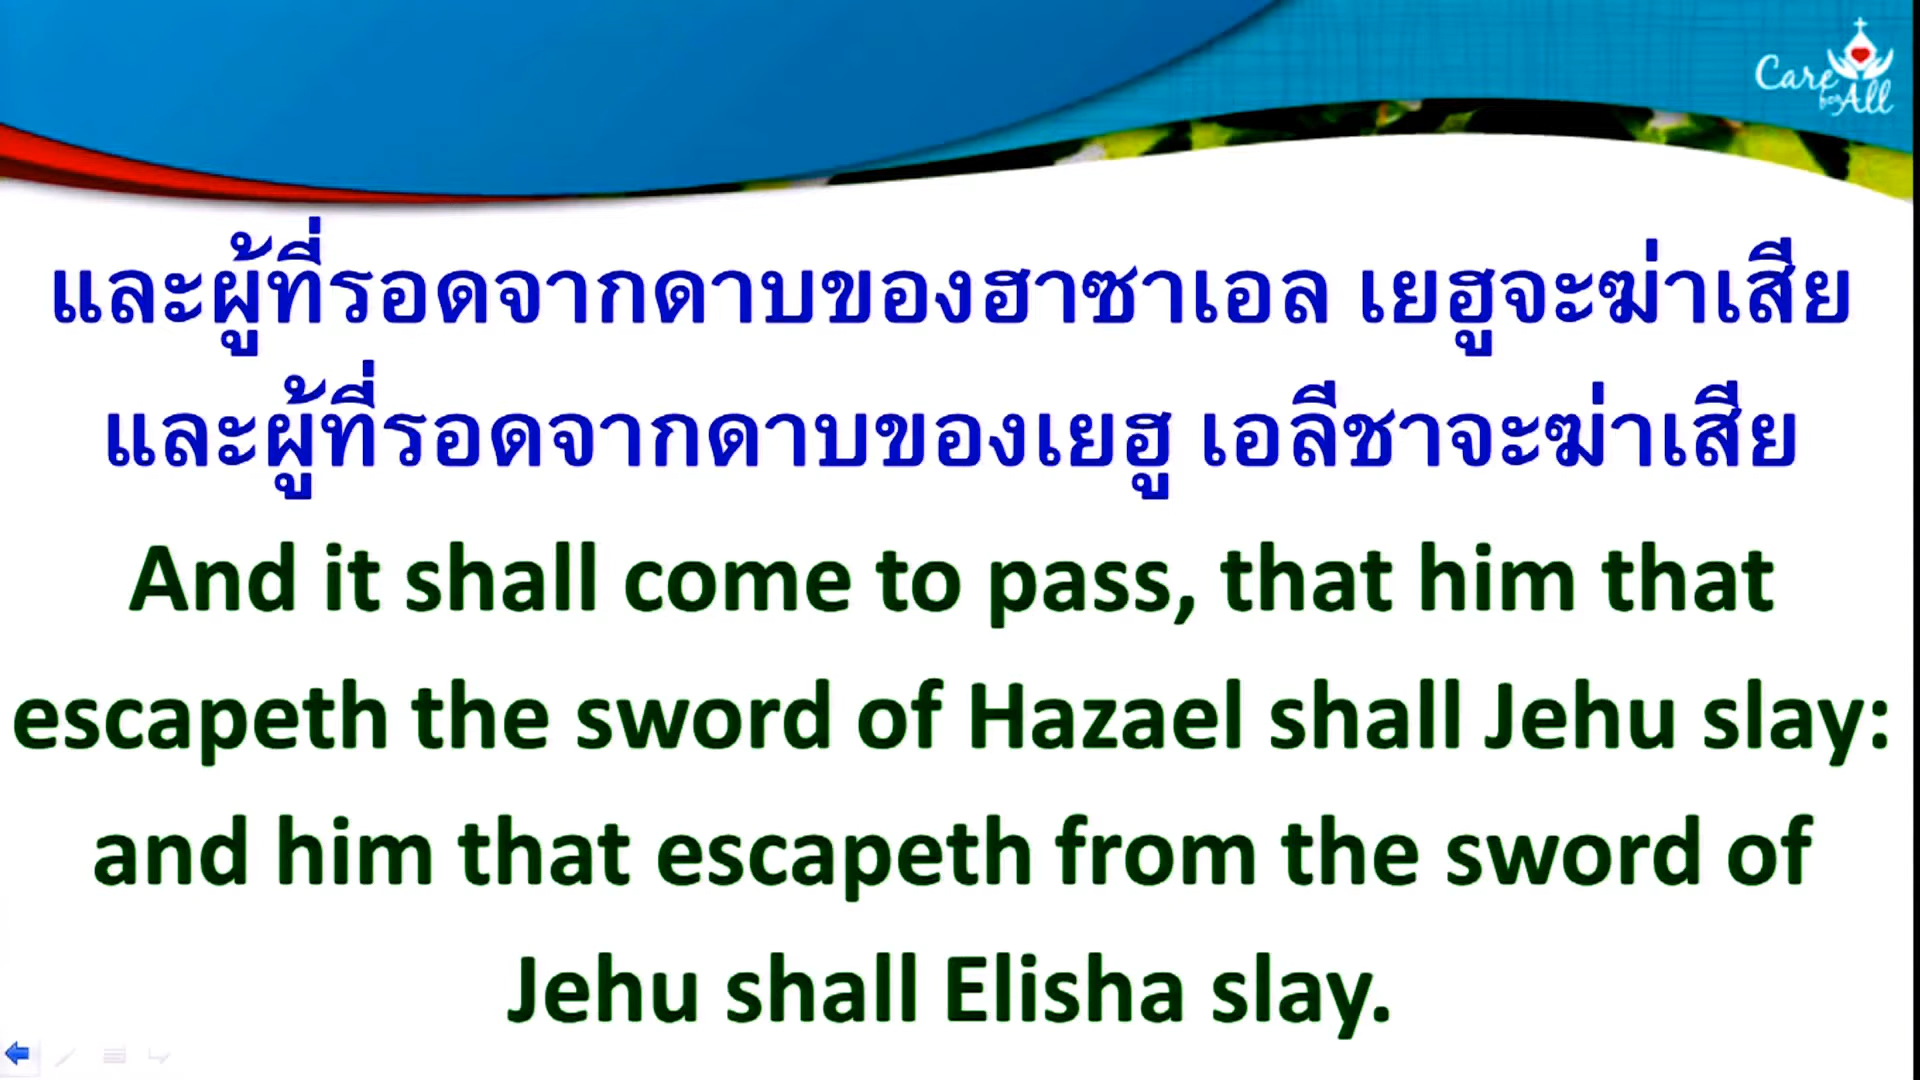 Care
for All
และผู้ที่รอดจากดาบของฮาซาเอล เยฮูจะฆ่าเสีย
และผู้ที่รอดจากดาบของเยฮู เอลีชาจะฆ่าเสีย
And it shall come to pass, that him that
escapeth the sword of Hazael shall Jehu slay:
and him that escapeth from the sword of
Jehu shall Elisha slay.